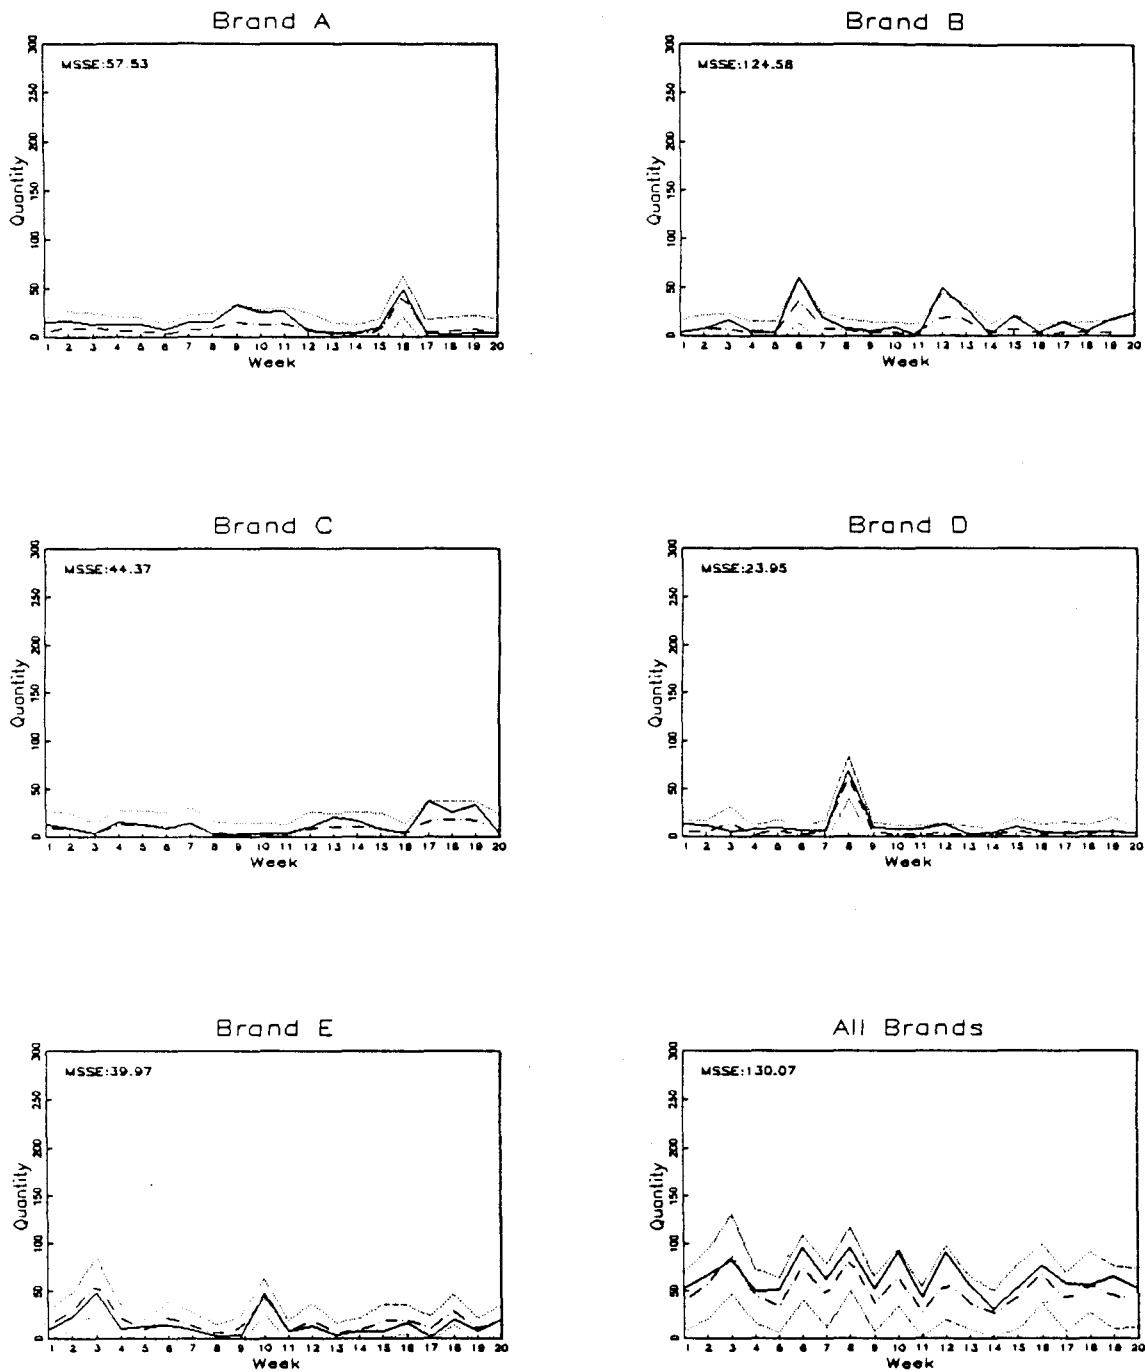 Brand A
MSSE:57.53
Quantity
0 50 100 150 200 250 300
1 2 3 4 5 6 7 8 9 10 11 12 13 14 15 16 17 18 19 20
Week
Brand B
MSSE:124.58
Quantity
0 50 100 150 200 250 300
1 2 3 4 5 6 7 8 9 10 11 12 13 14 15 16 17 18 19 20
Week
Brand C
MSSE:44.37
Quantity
0 50 100 150 200 250 300
1 2 3 4 5 6 7 8 9 10 11 12 13 14 15 16 17 18 19 20
Week
Brand D
MSSE:23.95
Quantity
0 50 100 150 200 250 300
1 2 3 4 5 6 7 8 9 10 11 12 13 14 15 16 17 18 19 20
Week
Brand E
MSSE:39.97
Quantity
0 50 100 150 200 250 300
1 2 3 4 5 6 7 8 9 10 11 12 13 14 15 16 17 18 19 20
Week
All Brands
MSSE:130.07
Quantity
0 50 100 150 200 250 300
1 2 3 4 5 6 7 8 9 10 11 12 13 14 15 16 17 18 19 20
Week